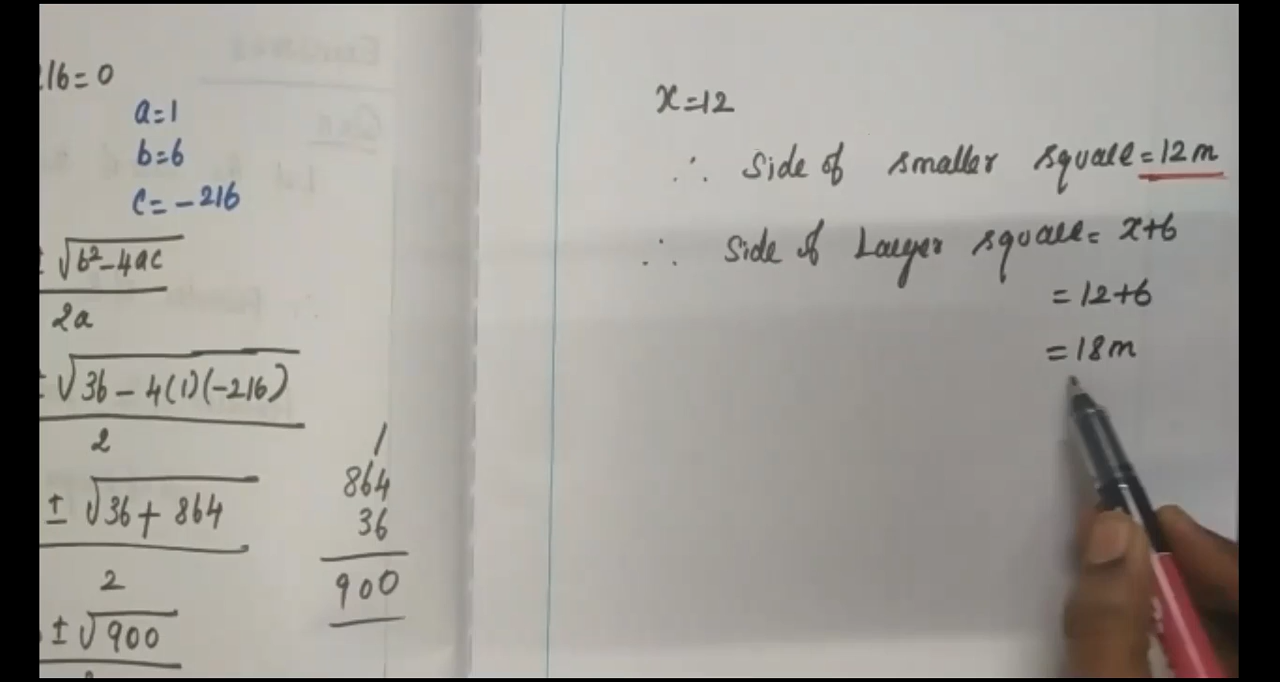 216=0
a=1
b=6
c=-216
± √b²-4ac
2a
± √36-4(1)(-216)
2
± √36+864
2
± √900
1
864
36
900
x=12
∴ Side of smaller square=12m
∴ Side of Larger square= x+6
=12+6
=18m